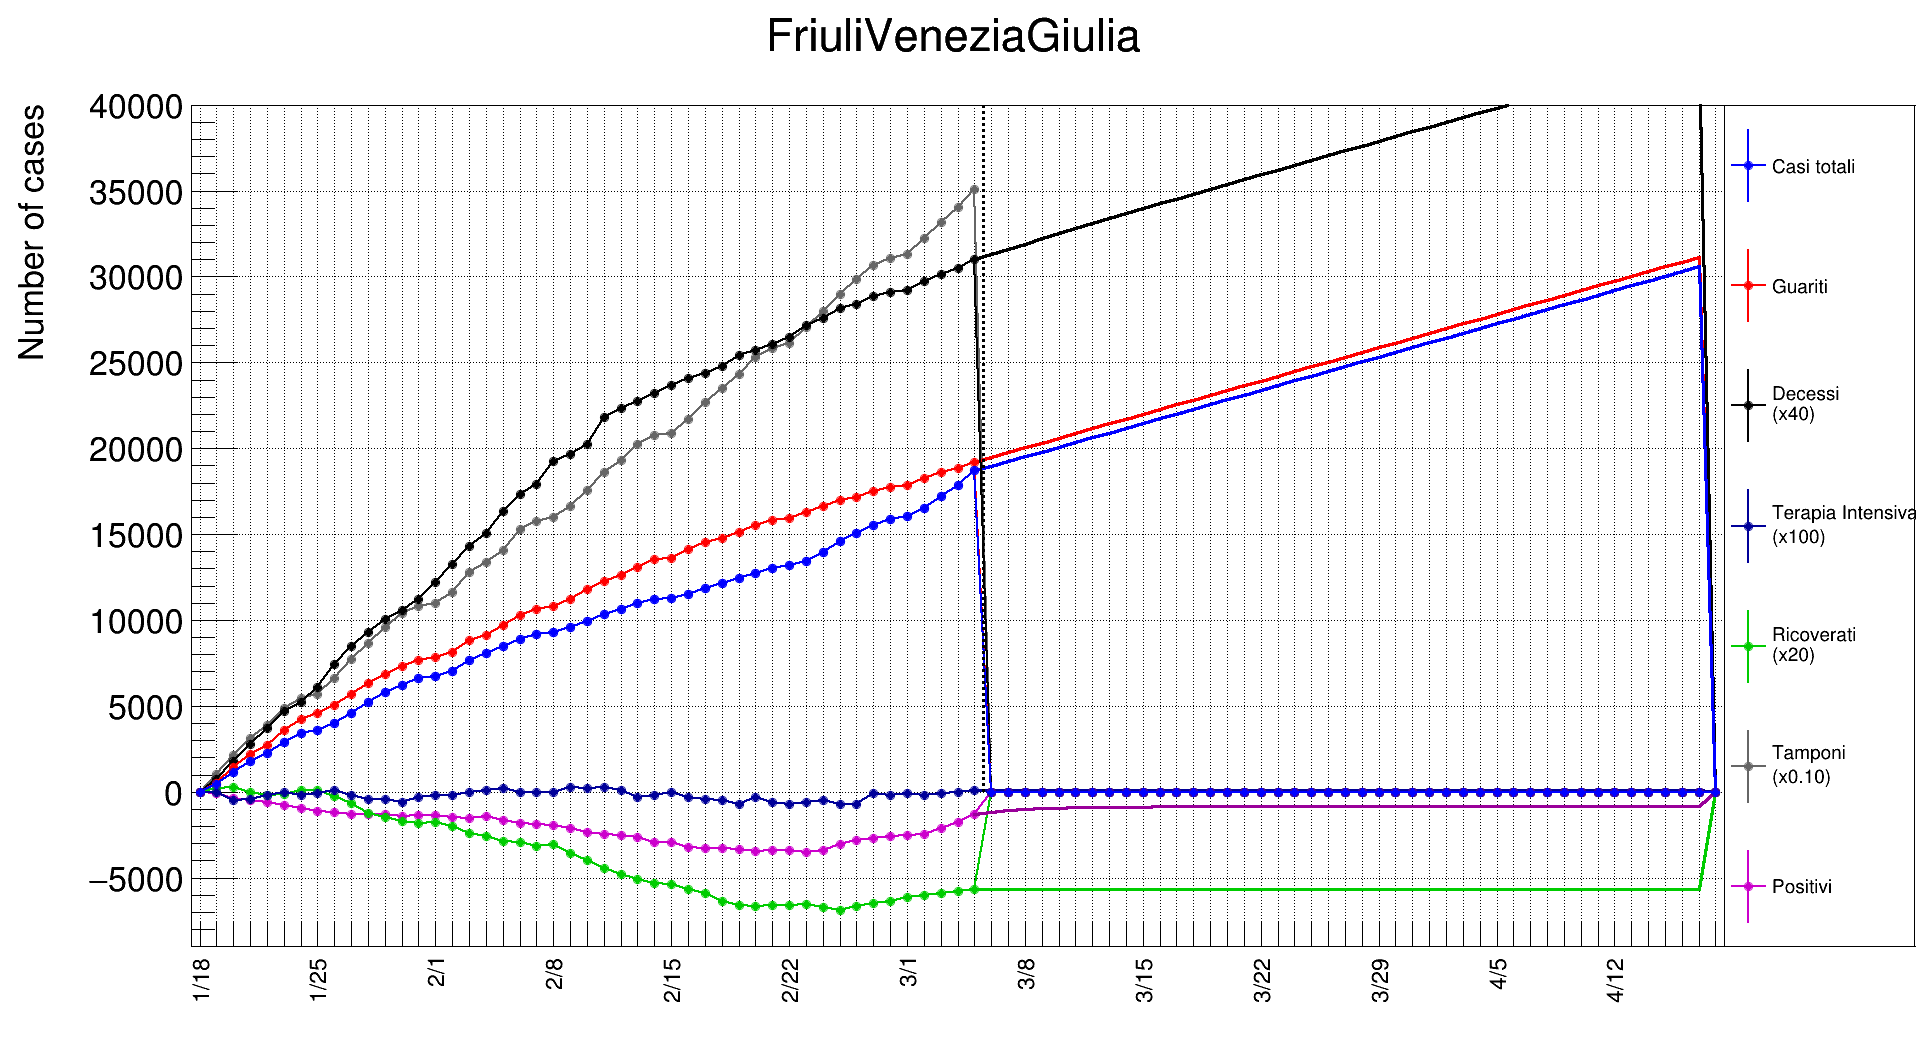 FriuliVeneziaGiulia
Number of cases
40000
35000
30000
25000
20000
15000
10000
5000
0
−5000
1/18
1/25
2/1
2/8
2/15
2/22
3/1
3/8
3/15
3/22
3/29
4/5
4/12
Casi totali
Guariti
Decessi
(x40)
Terapia Intensiva
(x100)
Ricoverati
(x20)
Tamponi
(x0.10)
Positivi